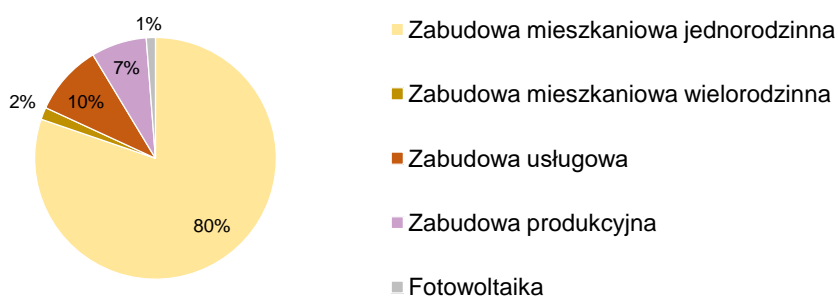 1%
7%
10%
2%
80%
Zabudowa mieszkaniowa jednorodzinna
Zabudowa mieszkaniowa wielorodzinna
Zabudowa usługowa
Zabudowa produkcyjna
Fotowoltaika